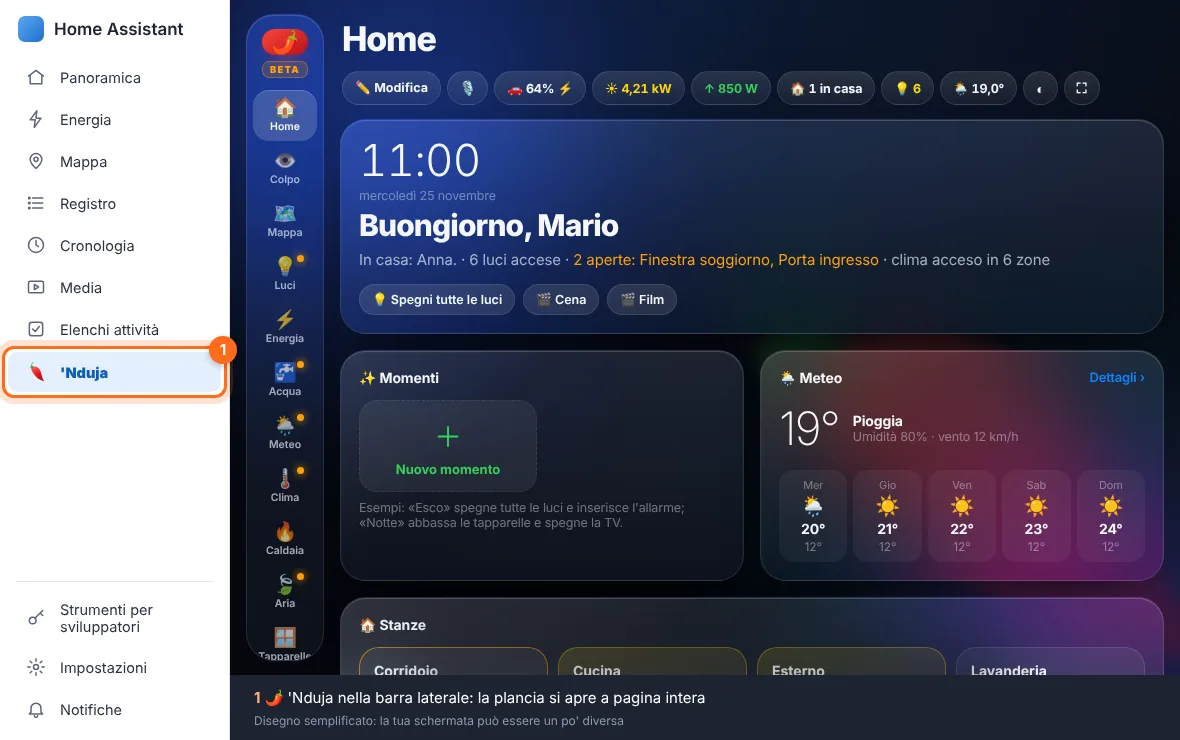 Home Assistant
Panoramica
Energia
Mappa
Registro
Cronologia
Media
Elenchi attività
'Nduja
1
Strumenti per
sviluppatori
Impostazioni
Notifiche
BETA
Home
Colpo
Mappa
Luci
Energia
Acqua
Meteo
Clima
Caldaia
Aria
Tapparelle
Home
Modifica
64%
4,21 kW
↑ 850 W
1 in casa
6
19,0°
11:00
mercoledì 25 novembre
Buongiorno, Mario
In casa: Anna. · 6 luci accese · 2 aperte: Finestra soggiorno, Porta ingresso · clima acceso in 6 zone
Spegni tutte le luci
Cena
Film
Momenti
+
Nuovo momento
Esempi: «Esco» spegne tutte le luci e inserisce l'allarme;
«Notte» abbassa le tapparelle e spegne la TV.
Meteo
Dettagli ›
19°
Pioggia
Umidità 80% · vento 12 km/h
Mer Gio Ven Sab Dom
20° 21° 22° 23° 24°
12° 12° 12° 12° 12°
Stanze
Corridoio Cucina Esterno Lavanderia
1 'Nduja nella barra laterale: la plancia si apre a pagina intera
Disegno semplificato: la tua schermata può essere un po' diversa